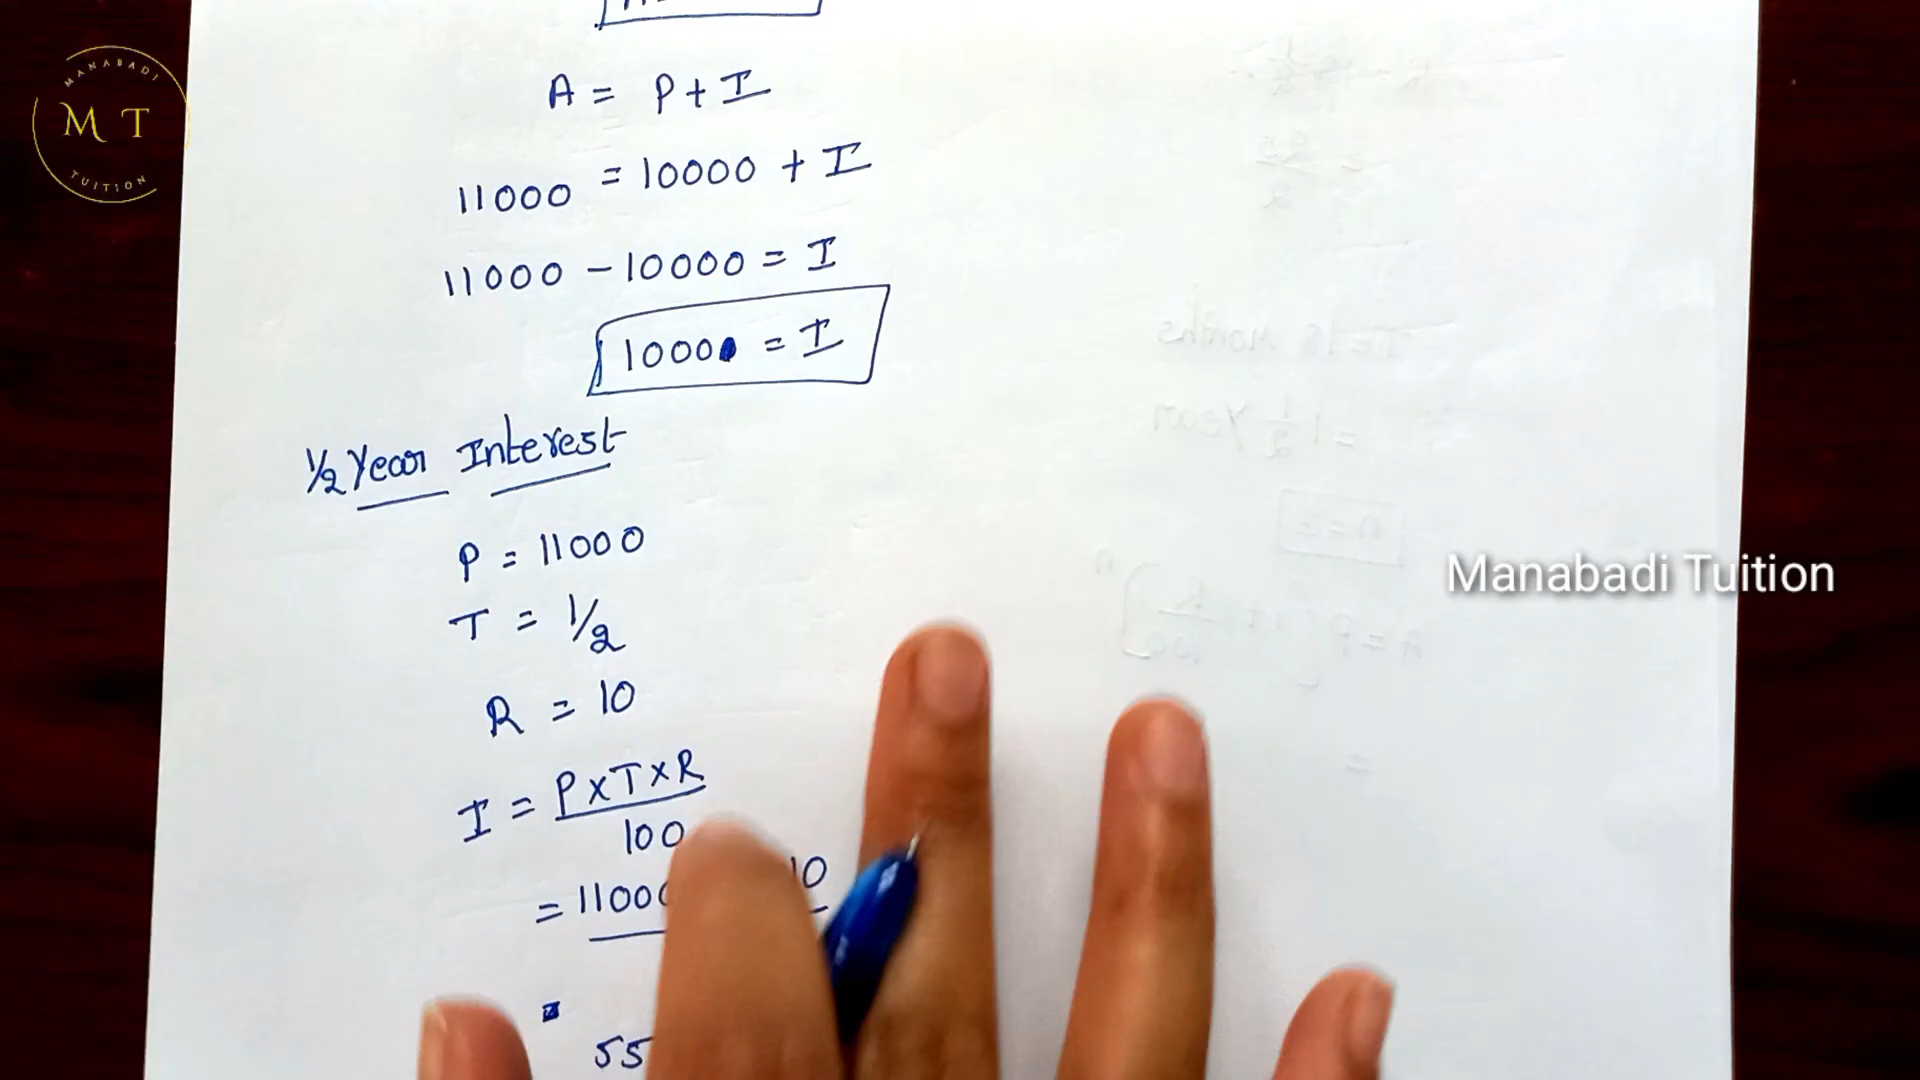 MANABADI
M T
TUITION
A = P + I
11000 = 10000 + I
11000 - 10000 = I
1000 = I
1/2 Year Interest
P = 11000
T = 1/2
R = 10
I = P x T x R
100
= 11000 10
55
Manabadi Tuition